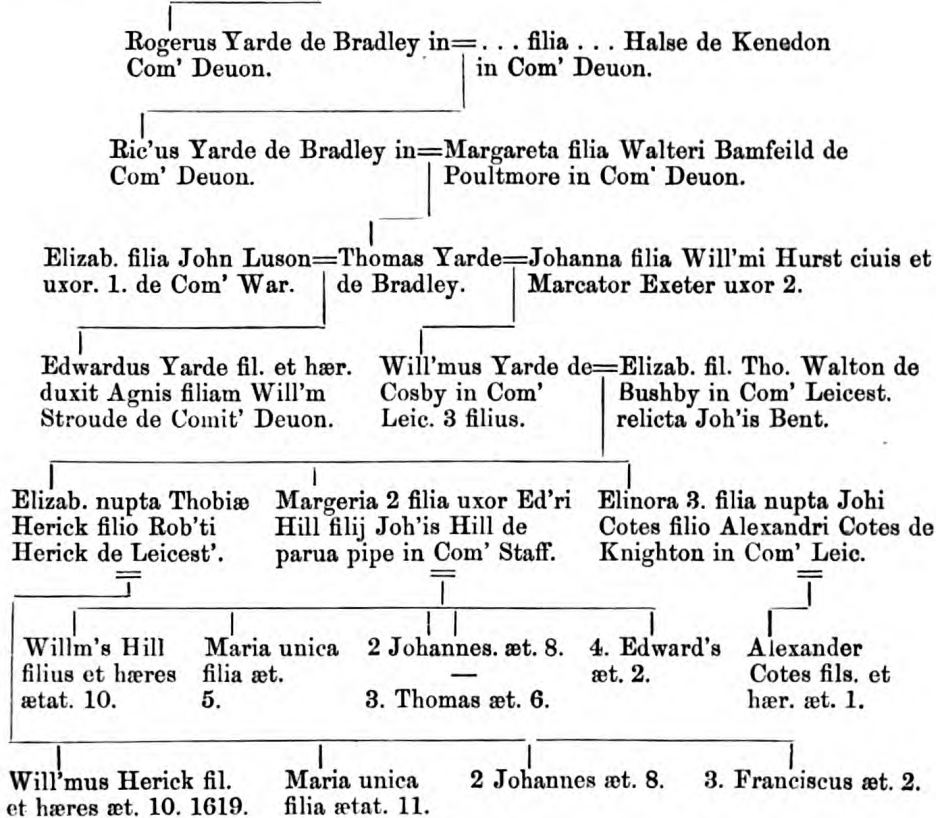 Rogerus Yarde de Bradley in=. . . filia . . . Halse de Kenedon
Com' Deuon. in Com' Deuon.
Ric'us Yarde de Bradley in=Margareta filia Walteri Bamfeild de
Com' Deuon. Poultmore in Com' Deuon.
Elizab. filia John Luson=Thomas Yarde=Johanna filia Will'mi Hurst ciuis et
uxor. 1. de Com' War. de Bradley. Marcator Exeter uxor 2.
Edwardus Yarde fil. et hær.
duxit Agnis filiam Will'm
Stroude de Comit' Deuon.
Will'mus Yarde de=Elizab. fil. Tho. Walton de
Cosby in Com' Bushby in Com' Leicest.
Leic. 3 filius. relicta Joh'is Bent.
Elizab. nupta Thobiæ
Herick filio Rob'ti
Herick de Leicest'.
Margeria 2 filia uxor Ed'ri
Hill filij Joh'is Hill de
parua pipe in Com' Staff.
Elinora 3. filia nupta Johi
Cotes filio Alexandri Cotes de
Knighton in Com' Leic.
Willm's Hill
filius et hæres
ætat. 10.
Maria unica
filia æt.
5.
2 Johannes. æt. 8.
—
3. Thomas æt. 6.
4. Edward's
æt. 2.
Alexander
Cotes fils. et
hær. æt. 1.
Will'mus Herick fil.
et hæres æt. 10. 1619.
Maria unica
filia ætat. 11.
2 Johannes æt. 8.
3. Franciscus æt. 2.